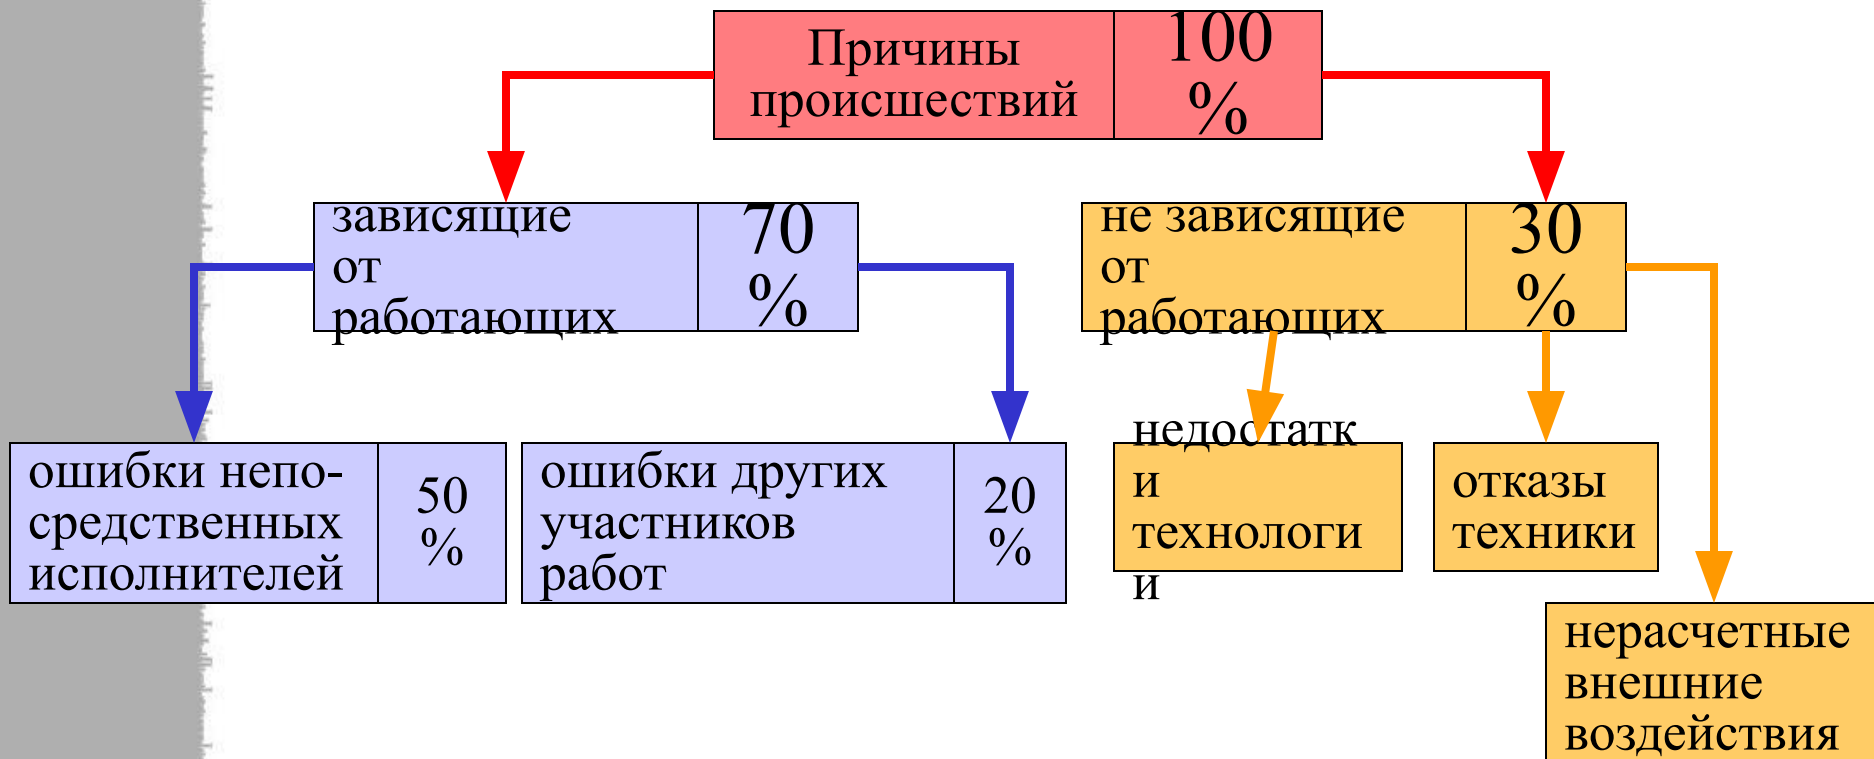 Причины
происшествий
100
%
зависящие
от
работающих
70
%
не зависящие
от
работающих
30
%
ошибки непо-
средственных
исполнителей
50
%
ошибки других
участников
работ
20
%
недостатк
и
технологи
и
отказы
техники
нерасчетные
внешние
воздействия